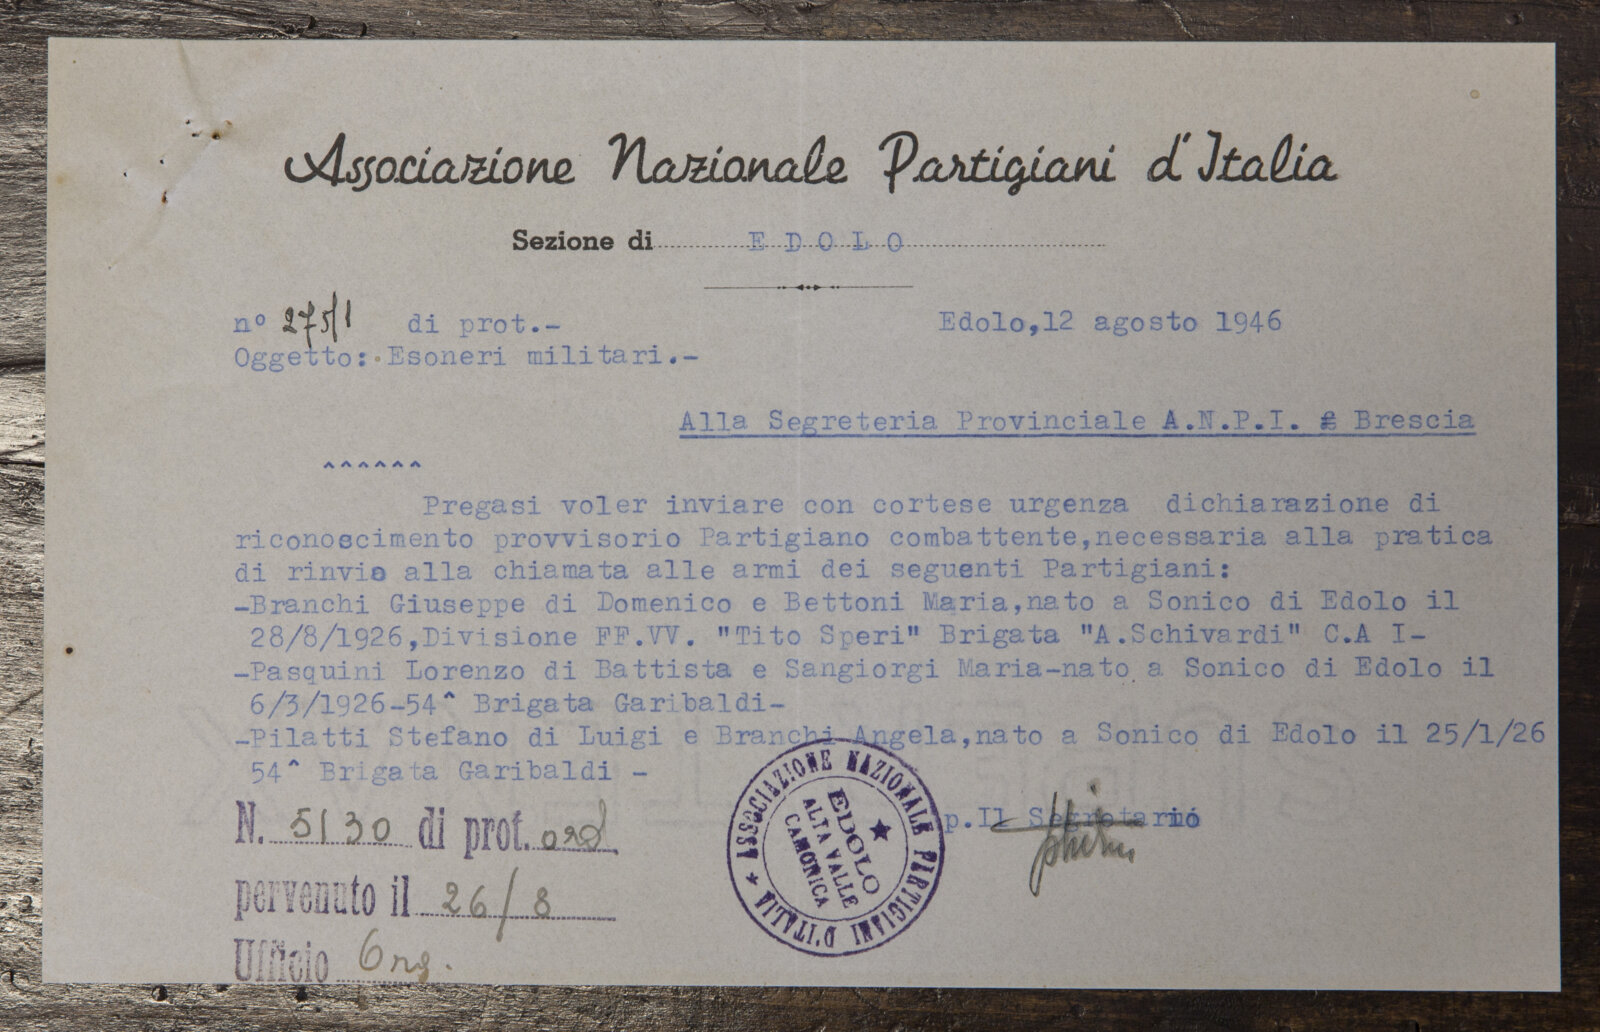 Associazione Nazionale Partigiani d'Italia
Sezione di EDOLO
n° 275/1 di prot.- Edolo,12 agosto 1946
Oggetto: Esoneri militari.-
Alla Segreteria Provinciale A.N.P.I. Brescia
^^^^^^
Pregasi voler inviare con cortese urgenza dichiarazione di
riconoscimento provvisorio Partigiano combattente,necessaria alla pratica
di rinvio alla chiamata alle armi dei seguenti Partigiani:
-Branchi Giuseppe di Domenico e Bettoni Maria,nato a Sonico di Edolo il
28/8/1926,Divisione FF.VV. "Tito Speri" Brigata "A.Schivardi" C.A I-
-Pasquini Lorenzo di Battista e Sangiorgi Maria-nato a Sonico di Edolo il
6/3/1926-54^ Brigata Garibaldi-
-Pilatti Stefano di Luigi e Branchi Angela,nato a Sonico di Edolo il 25/1/26
54^ Brigata Garibaldi -
p.Il Segretario
N. 5130 di prot. ord
pervenuto il 26/8
Ufficio Org.
★ ASSOCIAZIONE NAZIONALE PARTIGIANI D'ITALIA
★
EDOLO
ALTA VALLE
CAMONICA